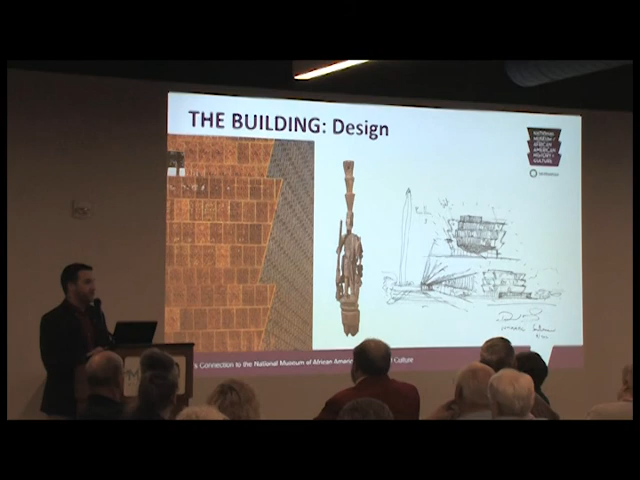 THE BUILDING: Design
NATIONAL
MUSEUM of
AFRICAN
AMERICAN
HISTORY &
CULTURE
Smithsonian
Connection to the National Museum of African
Culture